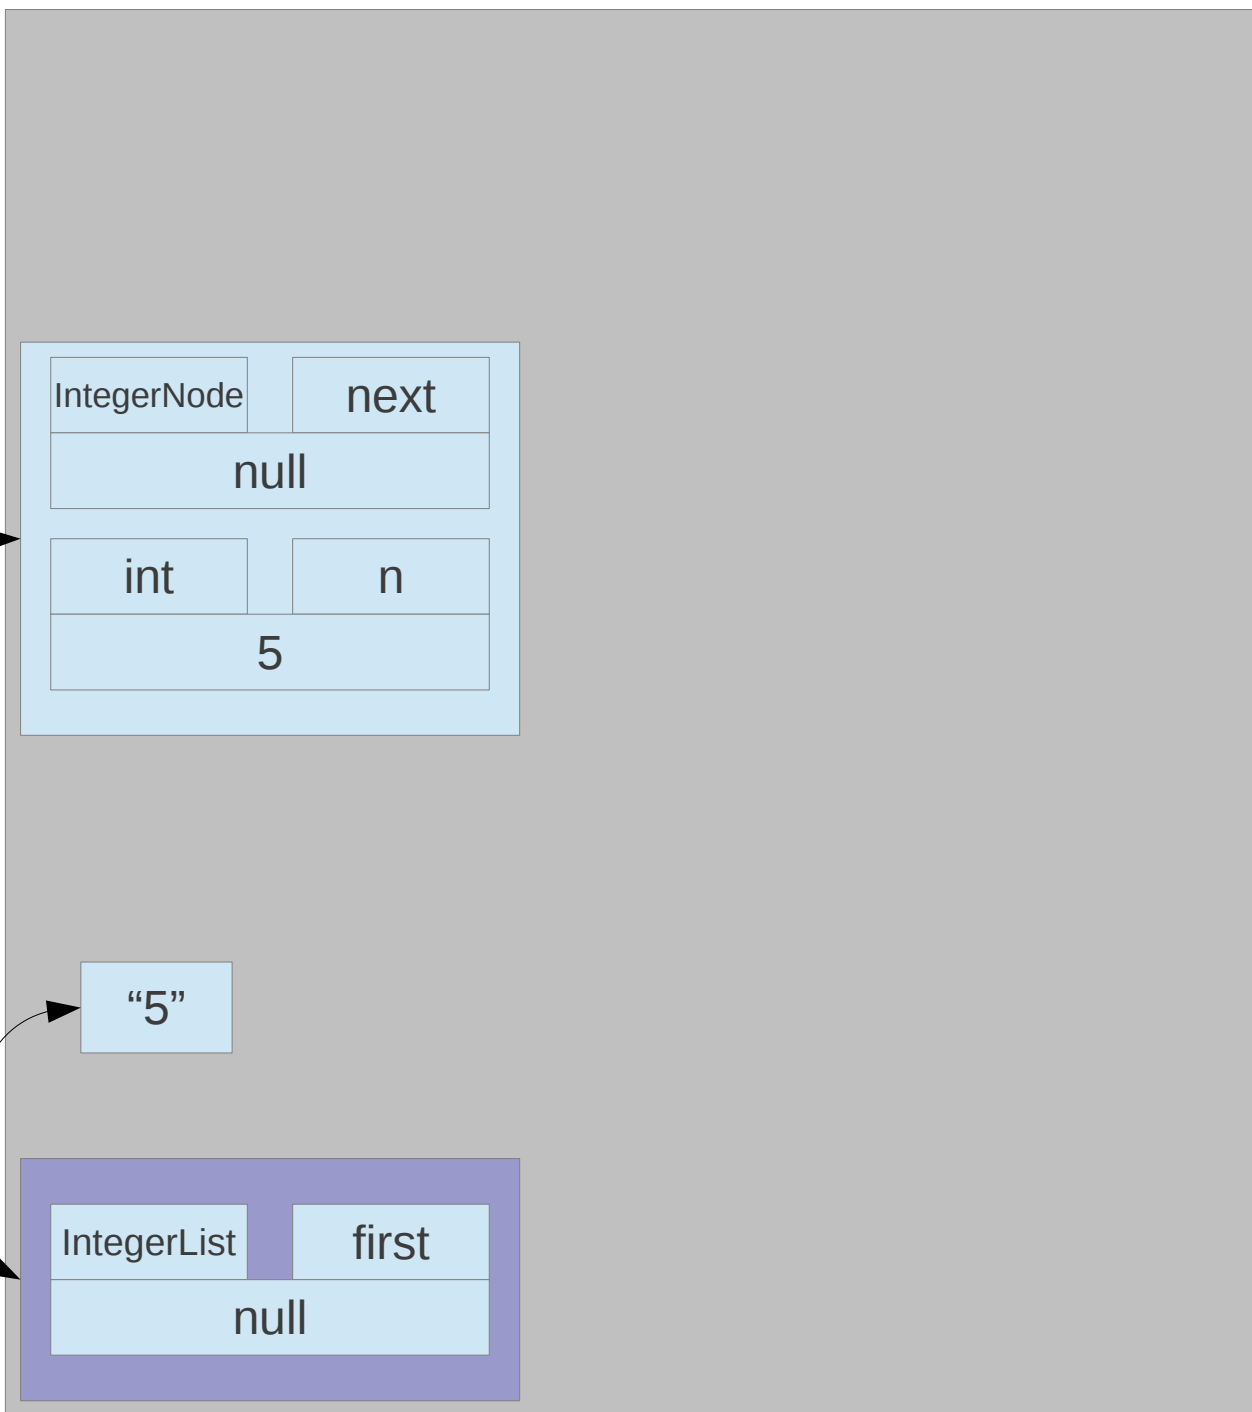 IntegerNode next
null
int n
5
“5”
IntegerList first
null